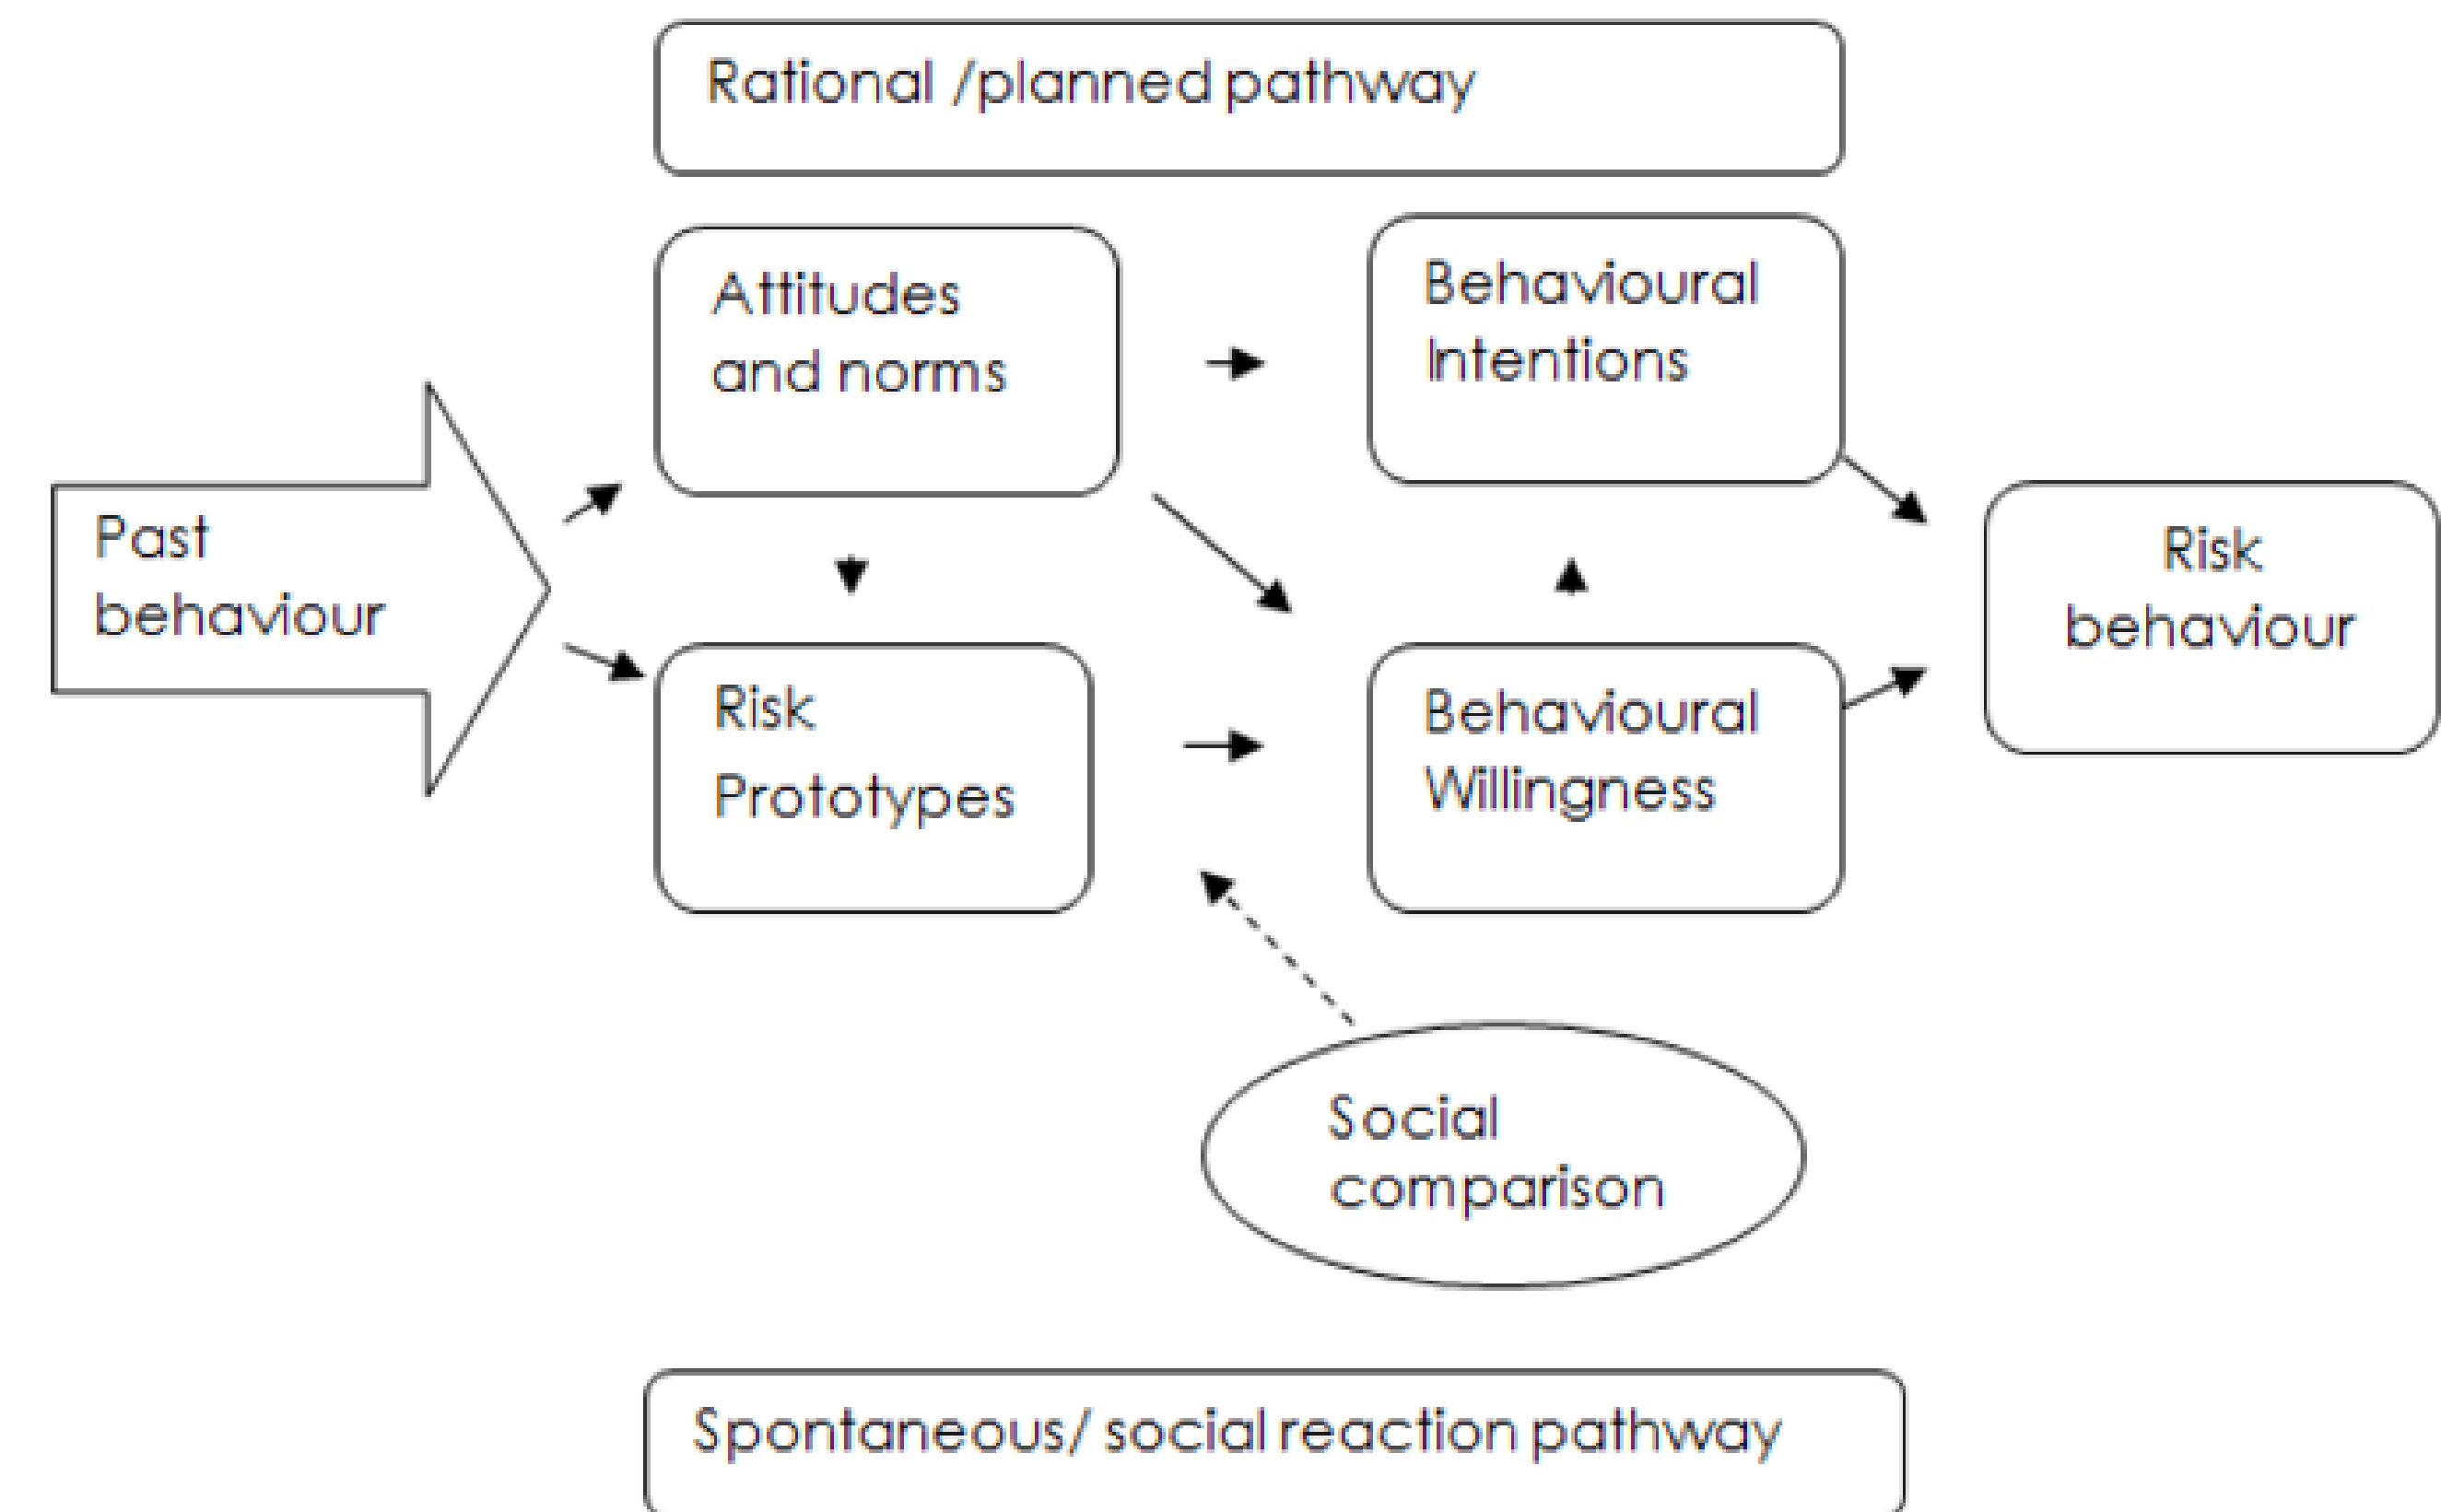 Rational /planned pathway
Attitudes
and norms
Behavioural
Intentions
Past
behaviour
Risk
behaviour
Risk
Prototypes
Behavioural
Willingness
Social
comparison
Spontaneous/ social reaction pathway